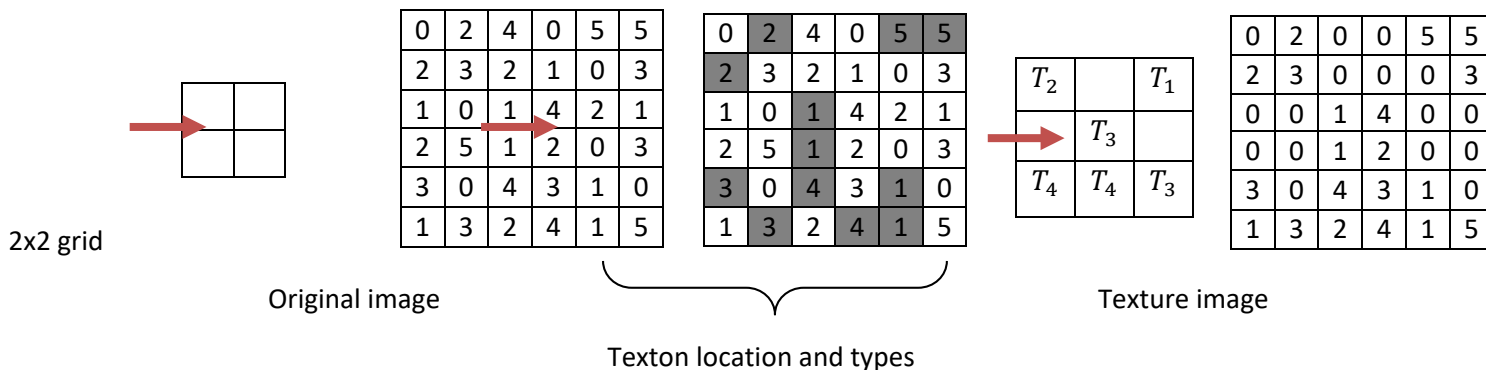 0 2 4 0 5 5
2 3 2 1 0 3
1 0 1 4 2 1
2 5 1 2 0 3
3 0 4 3 1 0
1 3 2 4 1 5
0 2 4 0 5 5
2 3 2 1 0 3
1 0 1 4 2 1
2 5 1 2 0 3
3 0 4 3 1 0
1 3 2 4 1 5
T₂ T₁
T₃
T₄ T₄ T₃
0 2 0 0 5 5
2 3 0 0 0 3
0 0 1 4 0 0
0 0 1 2 0 0
3 0 4 3 1 0
1 3 2 4 1 5
2x2 grid
Original image
Texture image
Texton location and types